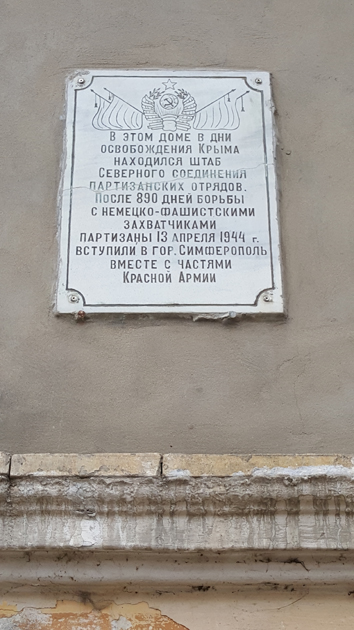 В этом доме в дни
освобождения Крыма
находился штаб
Северного соединения
партизанских отрядов.
После 890 дней борьбы
с немецко-фашистскими
захватчиками
партизаны 13 апреля 1944 г.
вступили в гор. Симферополь
вместе с частями
Красной Армии